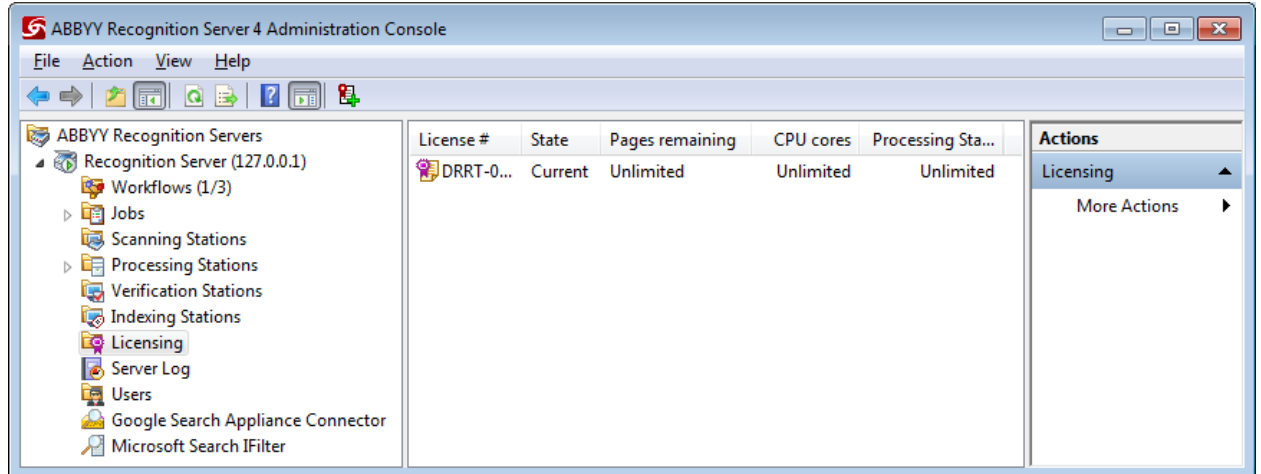 ABBYY Recognition Server 4 Administration Console
File Action View Help
ABBYY Recognition Servers
Recognition Server (127.0.0.1)
Workflows (1/3)
Jobs
Scanning Stations
Processing Stations
Verification Stations
Indexing Stations
Licensing
Server Log
Users
Google Search Appliance Connector
Microsoft Search IFilter
License # State Pages remaining CPU cores Processing Sta...
DRRT-0... Current Unlimited Unlimited Unlimited
Actions
Licensing
More Actions